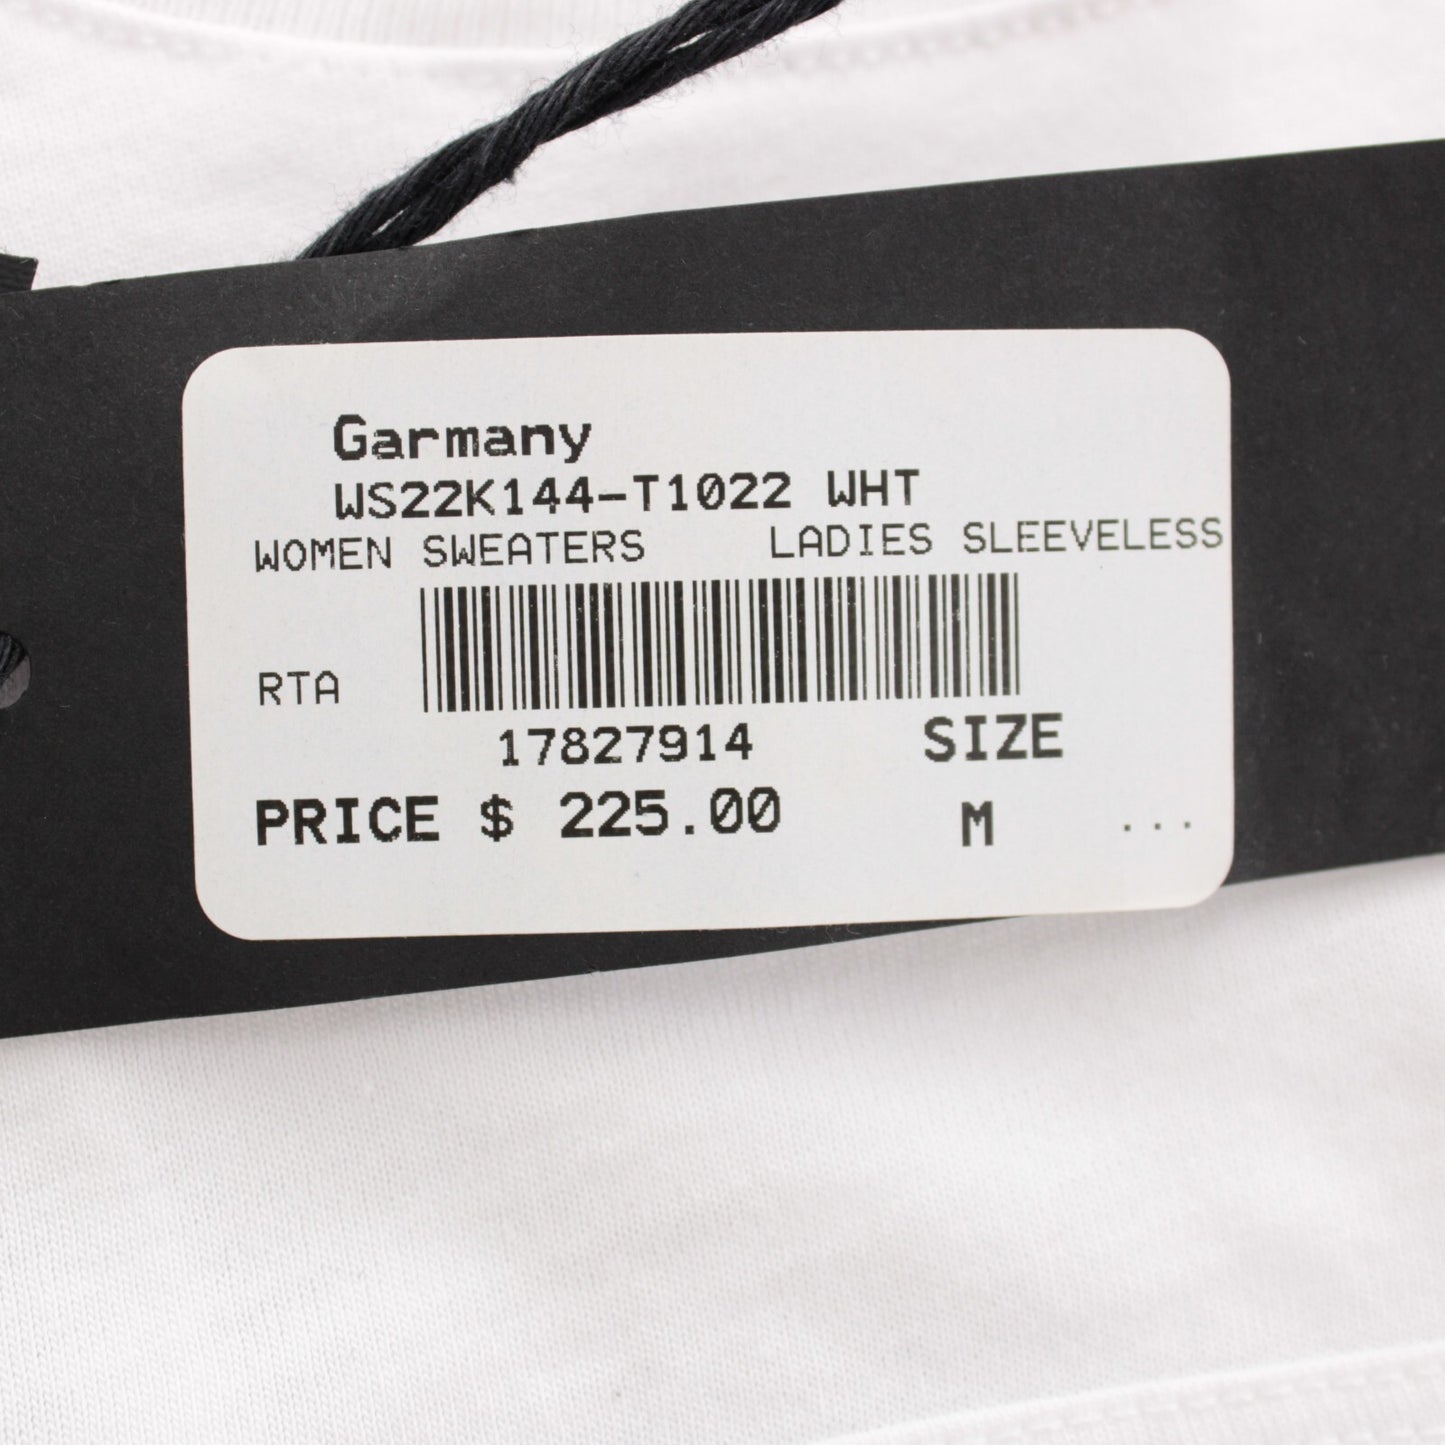 Garmany
WS22K144-T1022 WHT
WOMEN SWEATERS LADIES SLEEVELESS
RTA
17827914 SIZE
PRICE $ 225.00 M ...